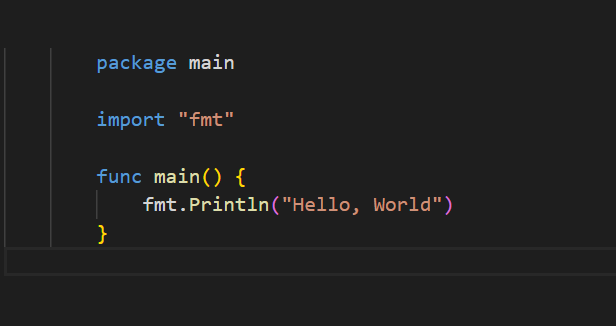 package main
import "fmt"
func main() {
fmt.Println("Hello, World")
}